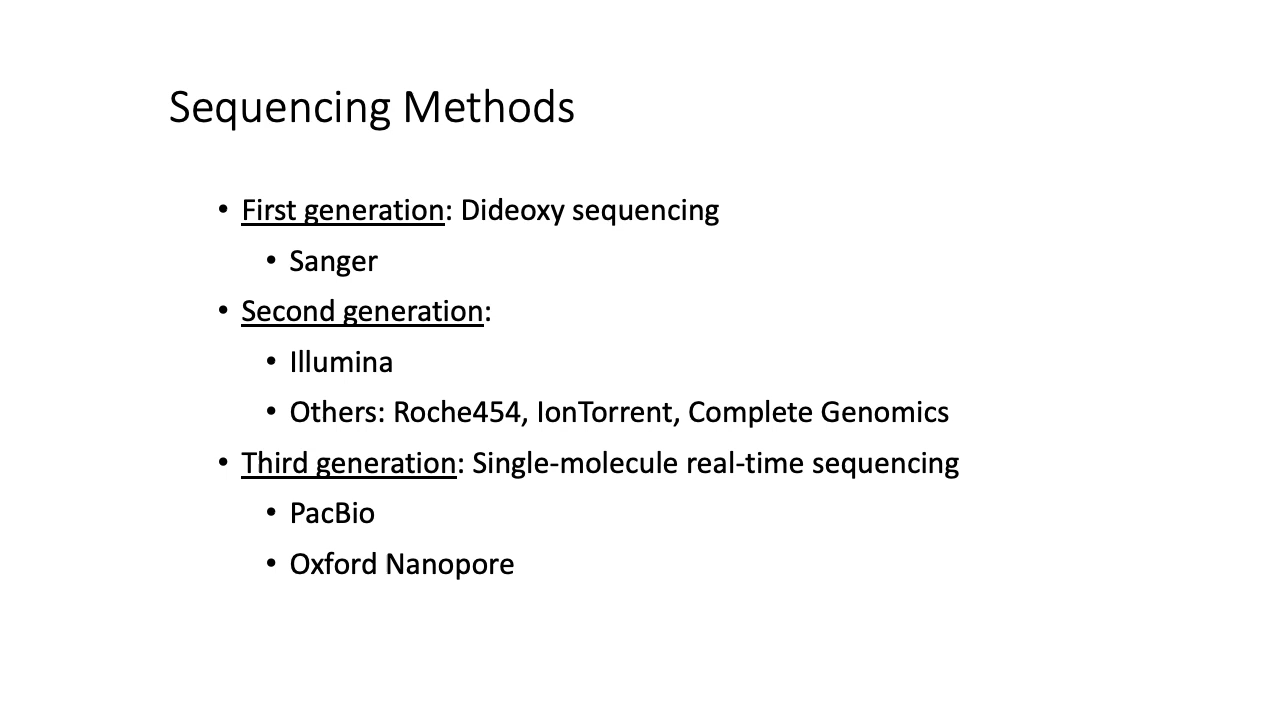 Sequencing Methods
• First generation: Dideoxy sequencing
• Sanger
• Second generation:
• Illumina
• Others: Roche454, IonTorrent, Complete Genomics
• Third generation: Single-molecule real-time sequencing
• PacBio
• Oxford Nanopore